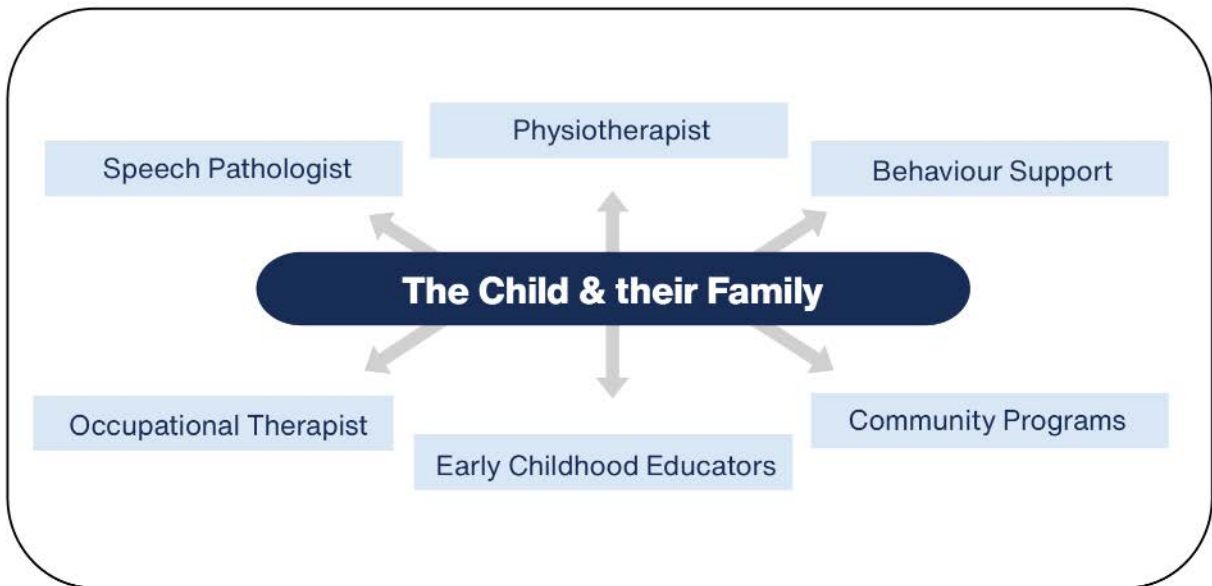 Physiotherapist
Speech Pathologist
Behaviour Support
The Child & their Family
Occupational Therapist
Community Programs
Early Childhood Educators